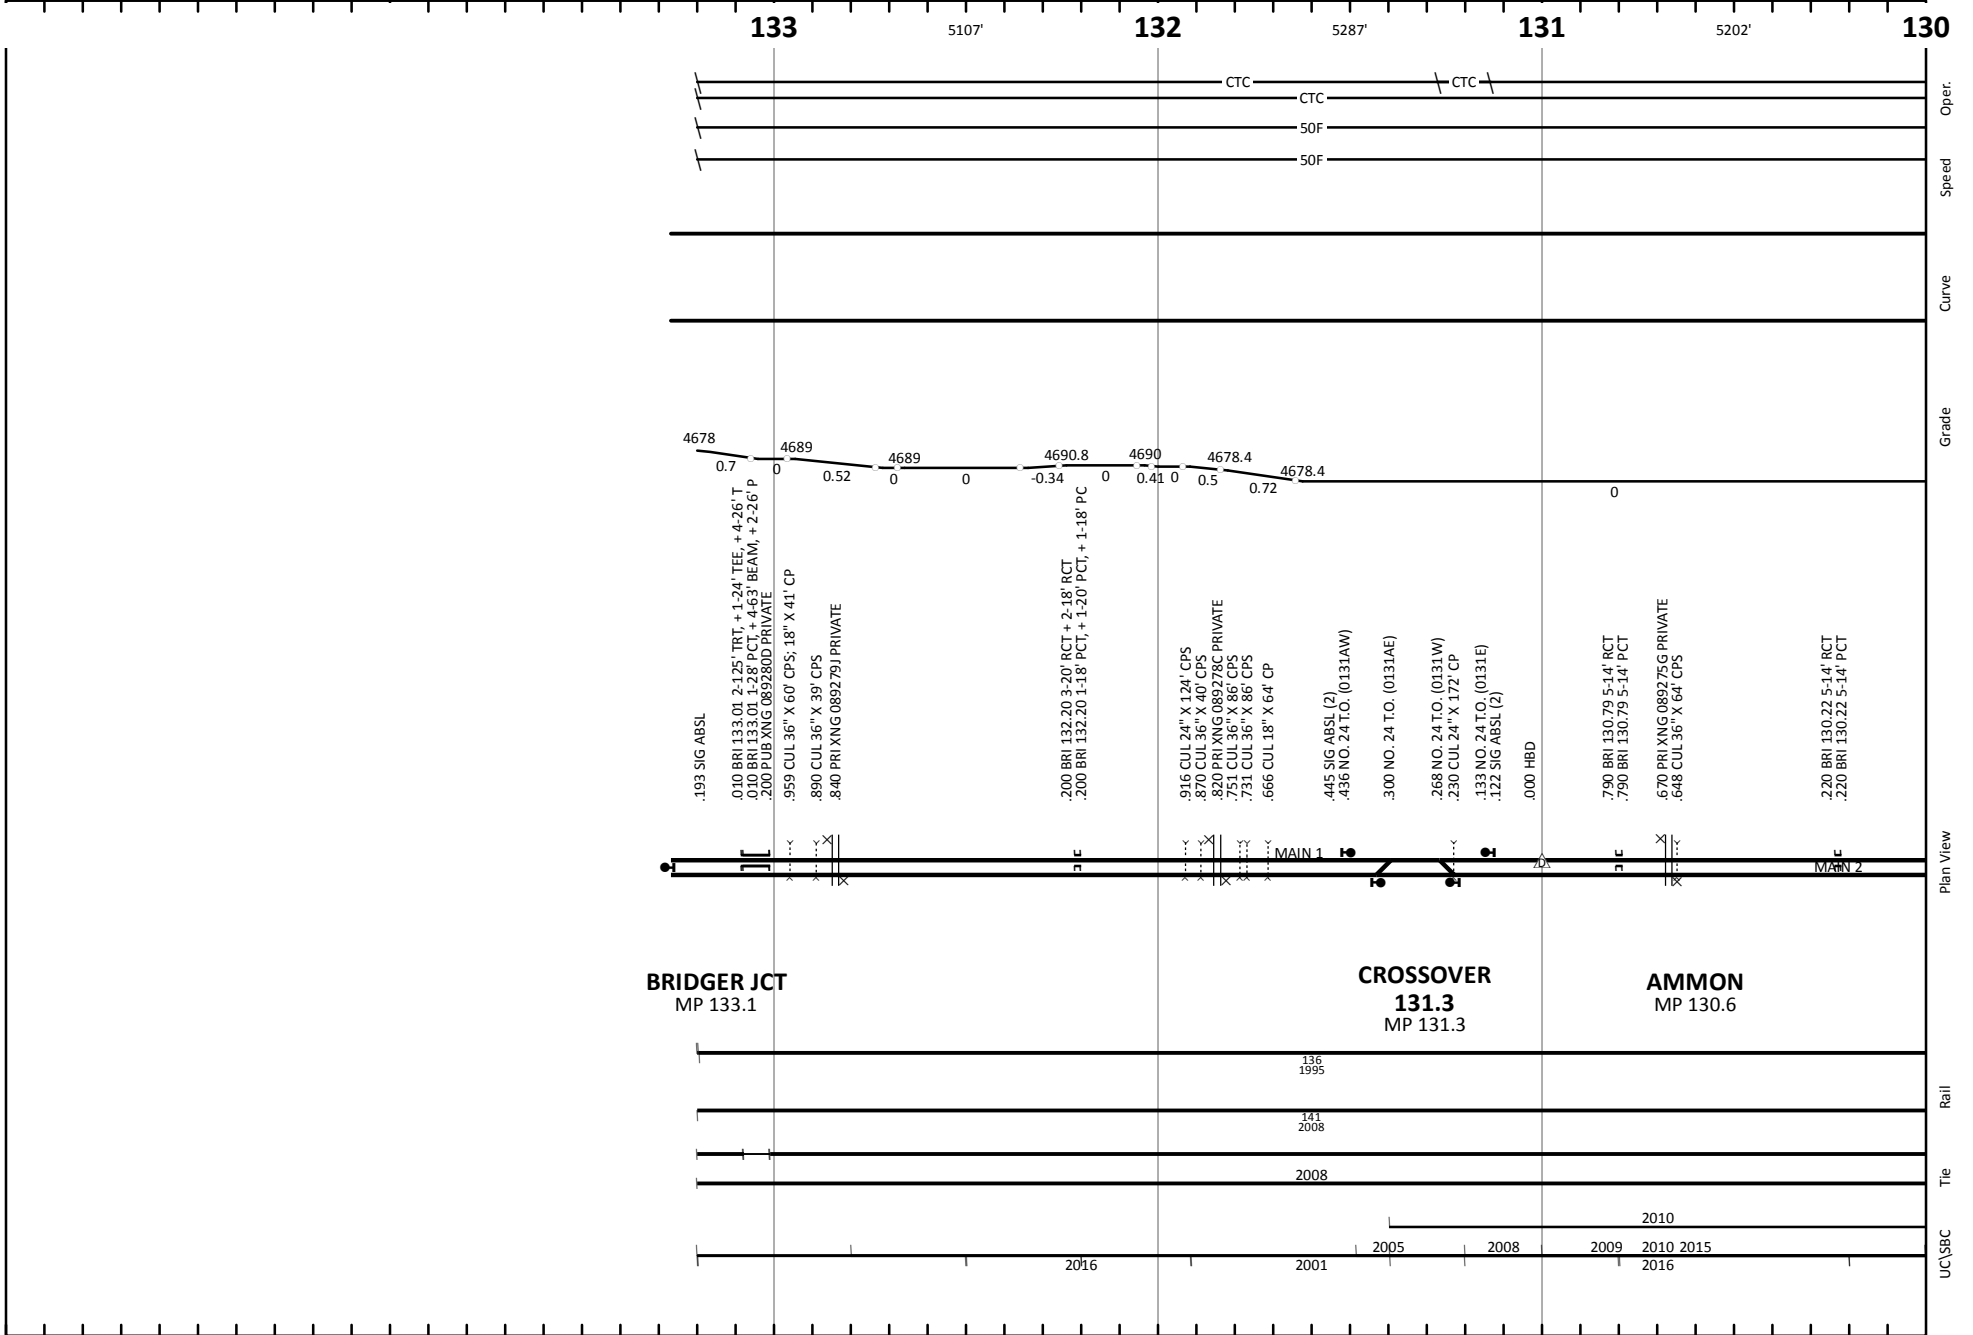 133 5107' 132 5287' 131 5202' 130
CTC CTC
CTC
Oper.
50F
50F
Speed
Curve
Grade
4678 4689 4689 4690.8 4690 4678.4 4678.4
0.7 0 0.52 0 0 -0.34 0 0.41 0 0.5 0.72 0
.193 SIG ABSL
.010 BRI 133.01 2-125' TRT, + 1-24' TEE, + 4-26' T
.010 BRI 133.01 1-28' PCT, + 4-63' BEAM, + 2-26' P
.200 PUB XNG 089280D PRIVATE
.959 CUL 36" X 60' CPS; 18" X 41' CP
.890 CUL 36" X 39' CPS
.840 PRI XNG 089279J PRIVATE
.200 BRI 132.20 3-20' RCT + 2-18' RCT
.200 BRI 132.20 1-18' PCT, + 1-20' PCT, + 1-18' PC
.916 CUL 24" X 124' CPS
.870 CUL 36" X 40' CPS
.820 PRI XNG 089278C PRIVATE
.751 CUL 36" X 86' CPS
.731 CUL 36" X 86' CPS
.666 CUL 18" X 64' CP
.445 SIG ABSL (2)
.436 NO. 24 T.O. (0131AW)
.300 NO. 24 T.O. (0131AE)
.268 NO. 24 T.O. (0131W)
.230 CUL 24" X 172' CP
.133 NO. 24 T.O. (0131E)
.122 SIG ABSL (2)
.000 HBD
.790 BRI 130.79 5-14' RCT
.790 BRI 130.79 5-14' PCT
.670 PRI XNG 089275G PRIVATE
.648 CUL 36" X 64' CPS
.220 BRI 130.22 5-14' RCT
.220 BRI 130.22 5-14' PCT
MAIN 1
D
MAIN 2
Plan View
BRIDGER JCT
MP 133.1
CROSSOVER
131.3
MP 131.3
AMMON
MP 130.6
136
1995
Rail
141
2008
Tie
2008
2010
2005 2008 2009 2010 2015
2016 2001 2016
UC\SBC